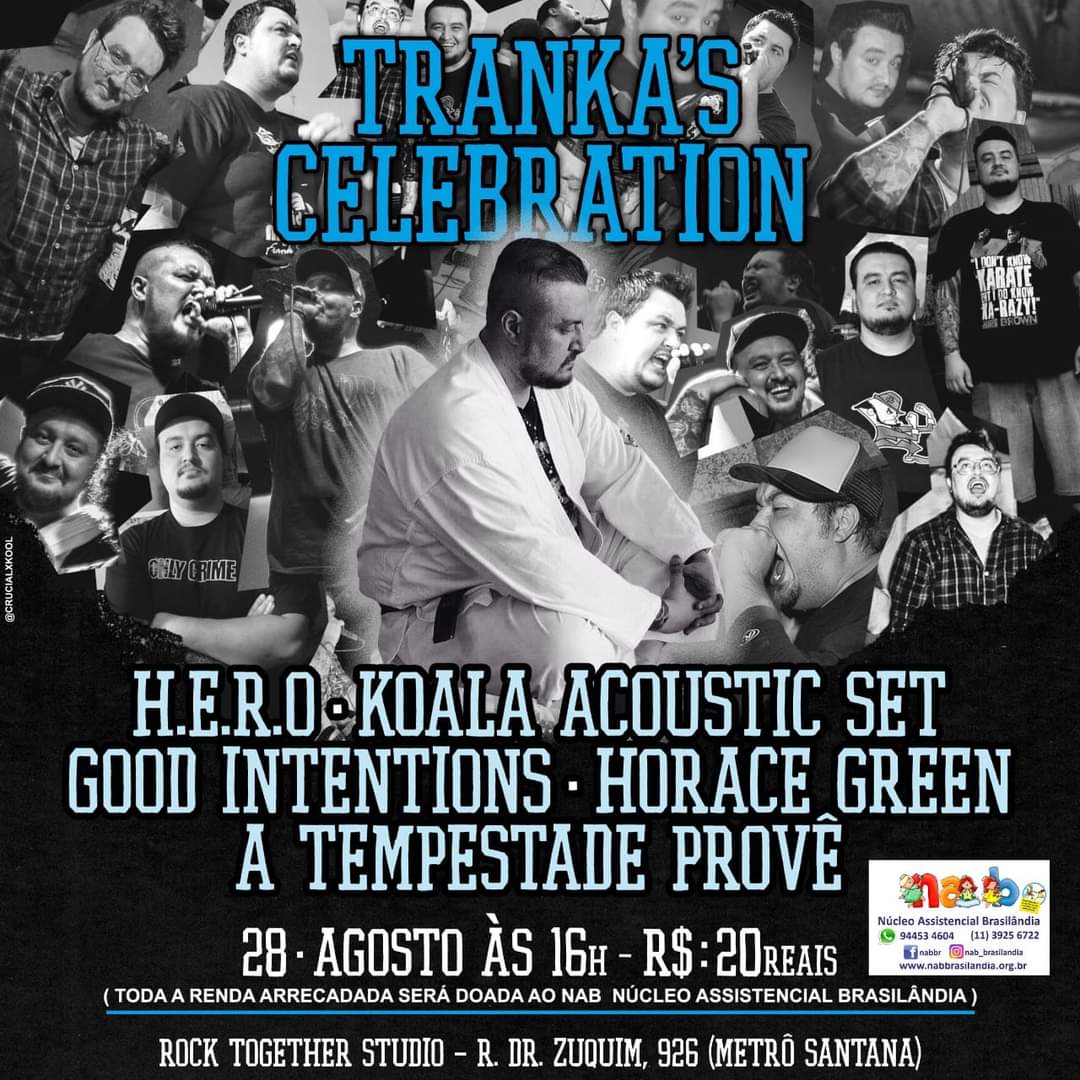 TRANKA'S
CELEBRATION
"I DON'T KNOW
KARATE
BUT I DO KNOW
KA-RAZY!"
BROWN
ONLY CRIME
@CRUCIALXKOOL
H.E.R.O · KOALA ACOUSTIC SET
GOOD INTENTIONS · HORACE GREEN
A TEMPESTADE PROVÊ
nab
Núcleo Assistencial Brasilândia
94453 4604 (11) 3925 6722
nabbr nab_brasilandia
www.nabbrasilandia.org.br
28 · AGOSTO ÀS 16H - R$:20REAIS
( TODA A RENDA ARRECADADA SERÁ DOADA AO NAB NÚCLEO ASSISTENCIAL BRASILÂNDIA )
ROCK TOGETHER STUDIO – R. DR. ZUQUIM, 926 (METRÔ SANTANA)